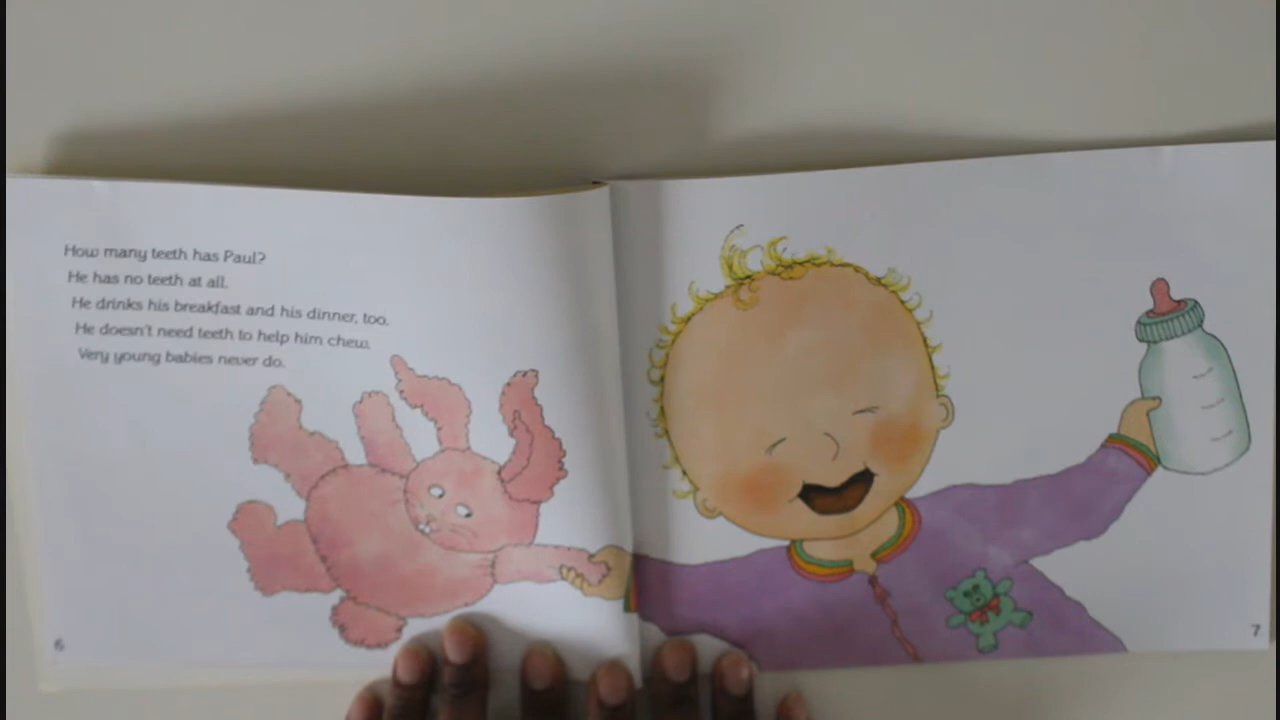 How many teeth has Paul?
He has no teeth at all.
He drinks his breakfast and his dinner, too.
He doesn't need teeth to help him chew.
Very young babies never do.
6
7